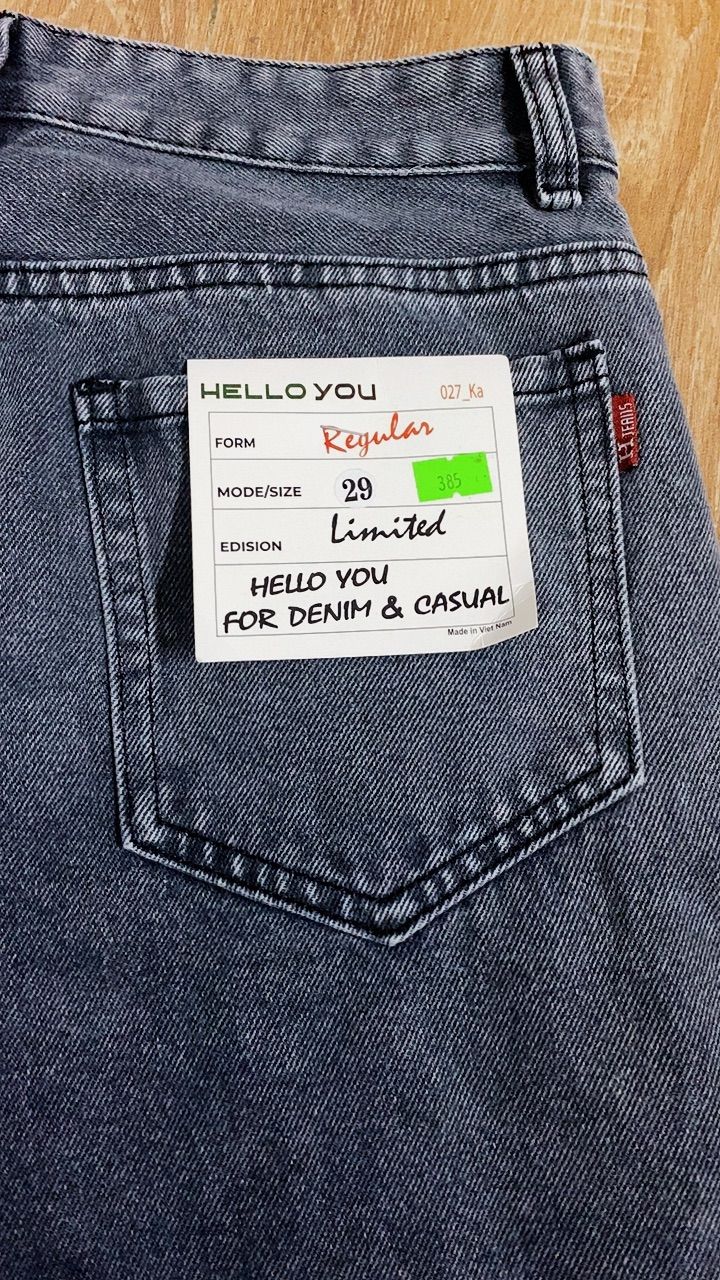 HELLO YOU 027_Ka
FORM Regular
MODE/SIZE 29 385
EDISION Limited
HELLO YOU
FOR DENIM & CASUAL
Made in Viet Nam
JEANS